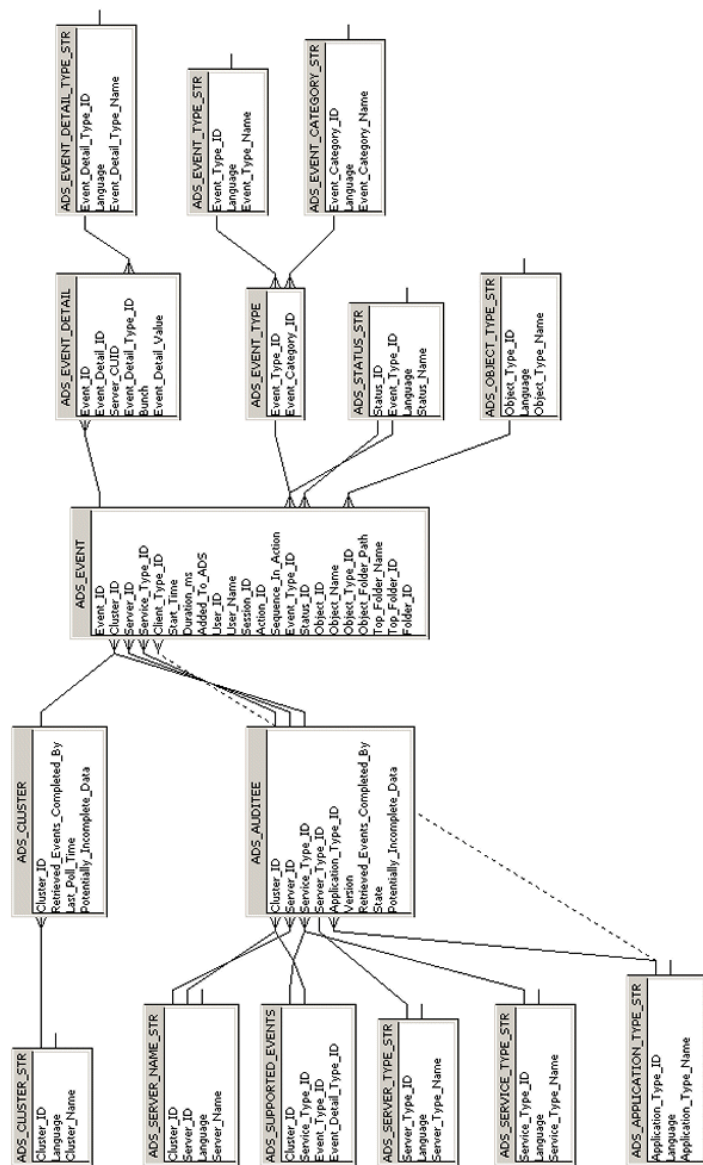 ADS_EVENT_DETAIL_TYPE_STR
Event_Detail_Type_ID
Language
Event_Detail_Type_Name
ADS_EVENT_TYPE_STR
Event_Type_ID
Language
Event_Type_Name
ADS_EVENT_CATEGORY_STR
Event_Category_ID
Language
Event_Category_Name
ADS_EVENT_DETAIL
Event_ID
Event_Detail_ID
Server_CUID
Event_Detail_Type_ID
Bunch
Event_Detail_Value
ADS_EVENT_TYPE
Event_Type_ID
Event_Category_ID
ADS_STATUS_STR
Status_ID
Event_Type_ID
Language
Status_Name
ADS_OBJECT_TYPE_STR
Object_Type_ID
Language
Object_Type_Name
ADS_EVENT
Event_ID
Cluster_ID
Server_ID
Service_Type_ID
Client_Type_ID
Start_Time
Duration_ms
Added_To_ADS
User_ID
User_Name
Session_ID
Action_ID
Sequence_In_Action
Event_Type_ID
Status_ID
Object_ID
Object_Name
Object_Type_ID
Object_Folder_Path
Top_Folder_Name
Top_Folder_ID
Folder_ID
ADS_CLUSTER
Cluster_ID
Retrieved_Events_Completed_By
Last_Poll_Time
Potentially_Incomplete_Data
ADS_AUDITEE
Cluster_ID
Server_ID
Service_Type_ID
Server_Type_ID
Application_Type_ID
Version
Retrieved_Events_Completed_By
State
Potentially_Incomplete_Data
ADS_CLUSTER_STR
Cluster_ID
Language
Cluster_Name
ADS_SERVER_NAME_STR
Cluster_ID
Server_ID
Language
Server_Name
ADS_SUPPORTED_EVENTS
Cluster_ID
Service_Type_ID
Event_Type_ID
Event_Detail_Type_ID
ADS_SERVER_TYPE_STR
Server_Type_ID
Language
Server_Type_Name
ADS_SERVICE_TYPE_STR
Service_Type_ID
Language
Service_Type_Name
ADS_APPLICATION_TYPE_STR
Application_Type_ID
Language
Application_Type_Name